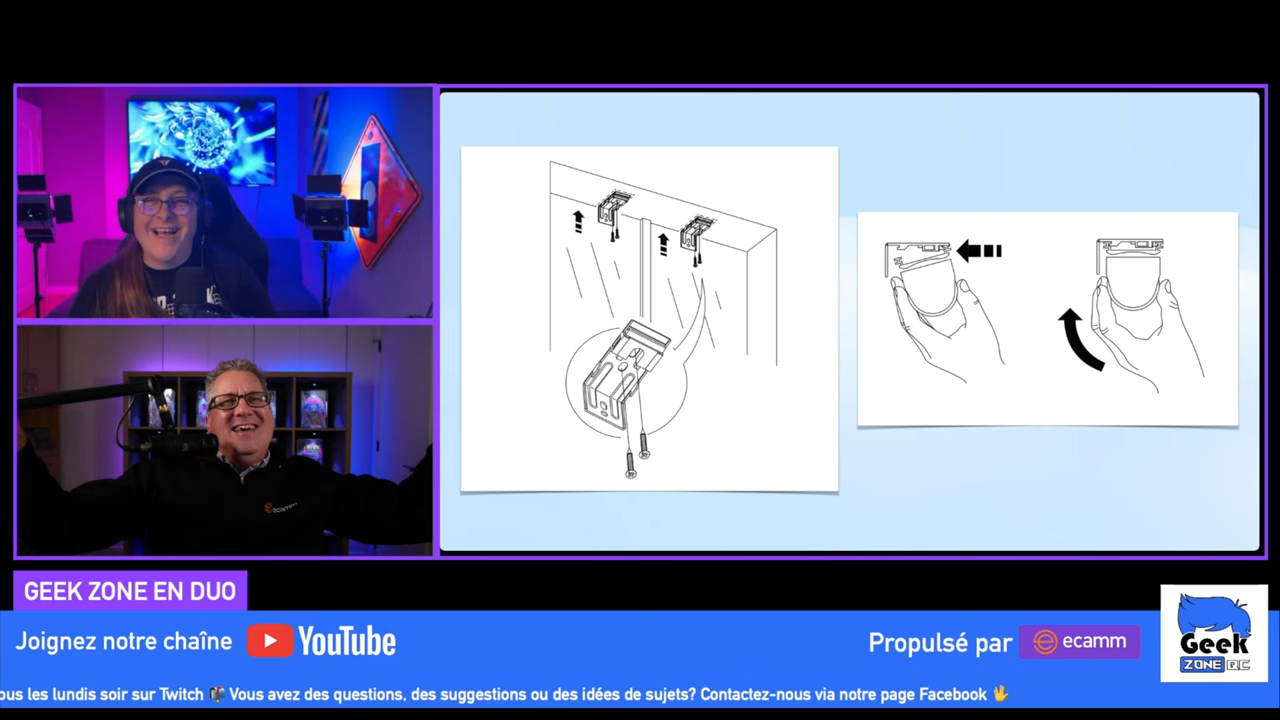 ecamm
GEEK ZONE EN DUO
Joignez notre chaîne
YouTube
Propulsé par
ecamm
Geek
ZONE QC
ous les lundis soir sur Twitch 📬 Vous avez des questions, des suggestions ou des idées de sujets? Contactez-nous via notre page Facebook 🖖